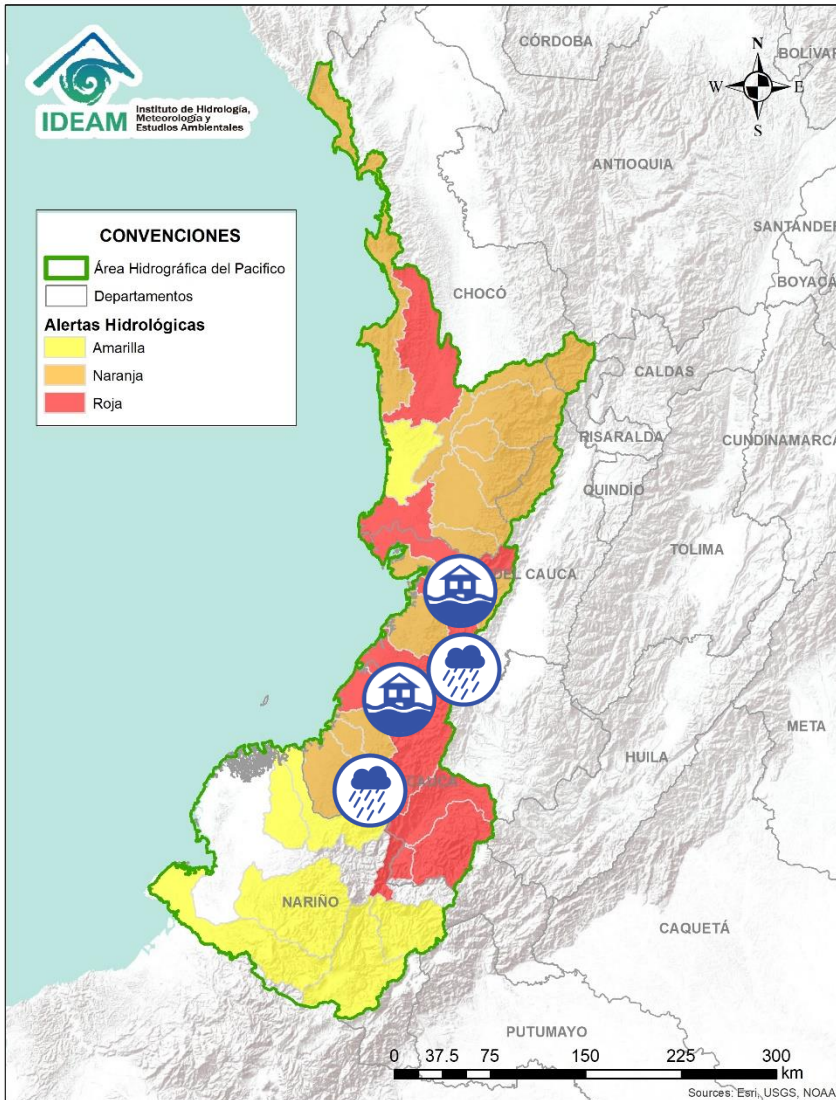 IDEAM
Instituto de Hidrología,
Meteorología y
Estudios Ambientales
N
W
E
S
CONVENCIONES
Área Hidrográfica del Pacifico
Departamentos
Alertas Hidrológicas
Amarilla
Naranja
Roja
CÓRDOBA
BOLÍVAR
ANTIOQUIA
SANTANDER
BOYACÁ
CHOCÓ
CALDAS
RISARALDA
CUNDINAMARCA
QUINDÍO
TOLIMA
DEL CAUCA
META
HUILA
CAUCA
NARIÑO
CAQUETÁ
PUTUMAYO
0 37.5 75 150 225 300
km
Sources: Esri, USGS, NOAA